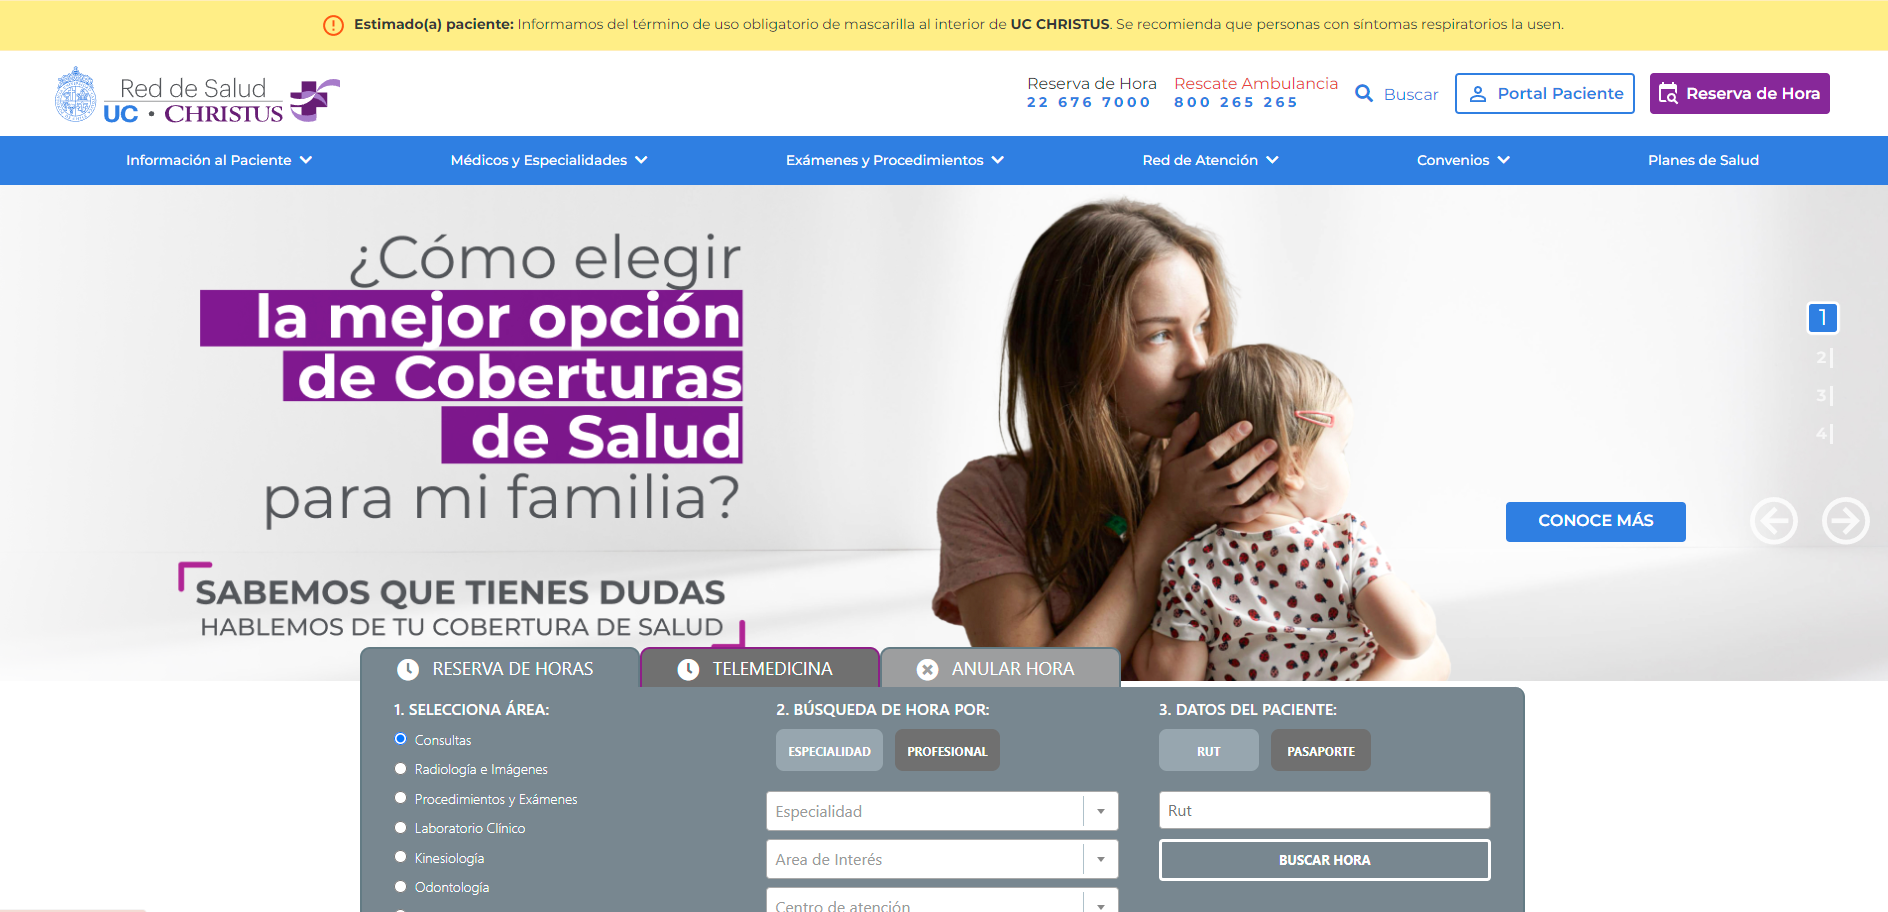 Estimado(a) paciente: Informamos del término de uso obligatorio de mascarilla al interior de UC CHRISTUS. Se recomienda que personas con síntomas respiratorios la usen.
Red de Salud
UC • CHRISTUS
Reserva de Hora
22 676 7000
Rescate Ambulancia
800 265 265
Buscar
Portal Paciente
Reserva de Hora
Información al Paciente
Médicos y Especialidades
Exámenes y Procedimientos
Red de Atención
Convenios
Planes de Salud
¿Cómo elegir
la mejor opción
de Coberturas
de Salud
para mi familia?
SABEMOS QUE TIENES DUDAS
HABLEMOS DE TU COBERTURA DE SALUD
1
2
3
4
CONOCE MÁS
RESERVA DE HORAS
TELEMEDICINA
ANULAR HORA
1. SELECCIONA ÁREA:
Consultas
Radiología e Imágenes
Procedimientos y Exámenes
Laboratorio Clínico
Kinesiología
Odontología
2. BÚSQUEDA DE HORA POR:
ESPECIALIDAD
PROFESIONAL
Especialidad
Area de Interés
Centro de atención
3. DATOS DEL PACIENTE:
RUT
PASAPORTE
Rut
BUSCAR HORA